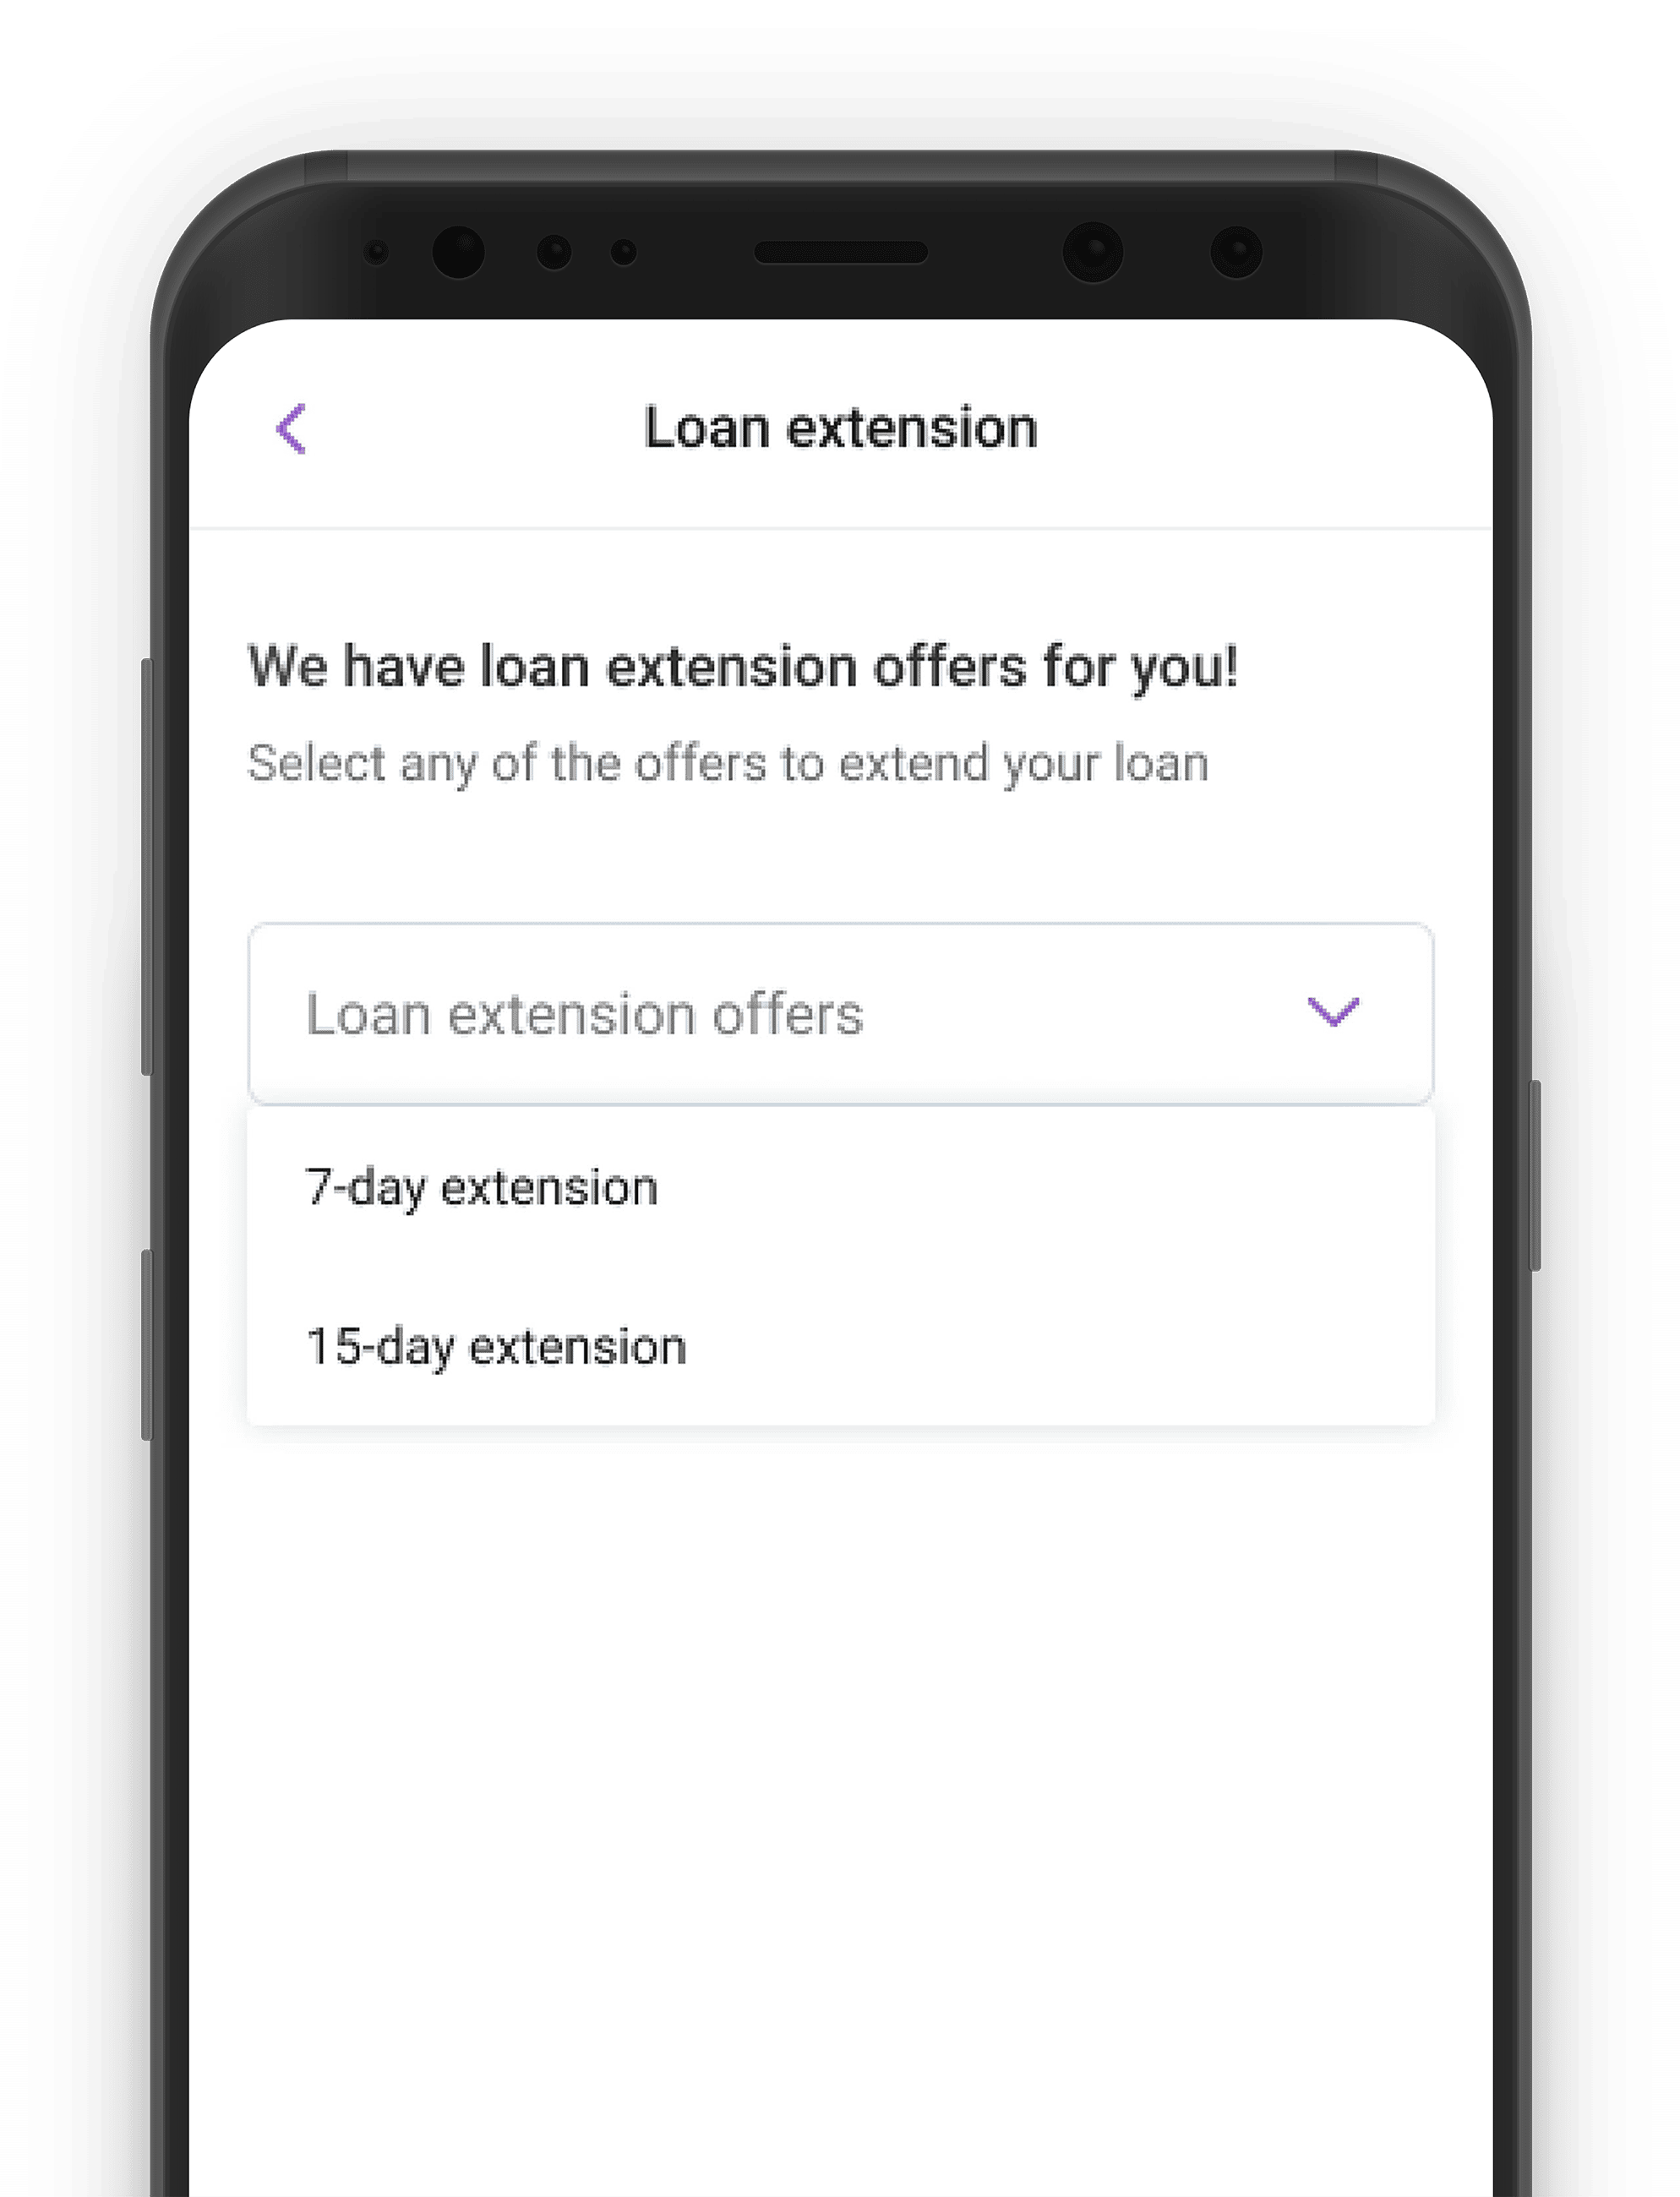 Loan extension
We have loan extension offers for you!
Select any of the offers to extend your loan
Loan extension offers
7-day extension
15-day extension